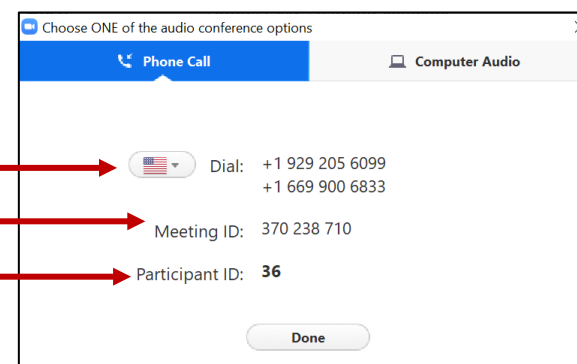 Choose ONE of the audio conference options
Phone Call
Computer Audio
Dial: +1 929 205 6099
+1 669 900 6833
Meeting ID: 370 238 710
Participant ID: 36
Done